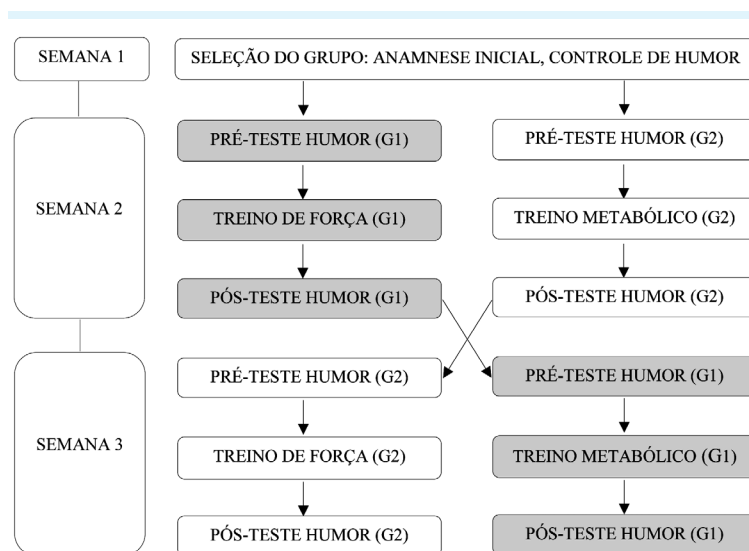 SEMANA 1
SELEÇÃO DO GRUPO: ANAMNESE INICIAL, CONTROLE DE HUMOR
SEMANA 2
PRÉ-TESTE HUMOR (G1)
PRÉ-TESTE HUMOR (G2)
TREINO DE FORÇA (G1)
TREINO METABÓLICO (G2)
PÓS-TESTE HUMOR (G1)
PÓS-TESTE HUMOR (G2)
SEMANA 3
PRÉ-TESTE HUMOR (G2)
PRÉ-TESTE HUMOR (G1)
TREINO DE FORÇA (G2)
TREINO METABÓLICO (G1)
PÓS-TESTE HUMOR (G2)
PÓS-TESTE HUMOR (G1)